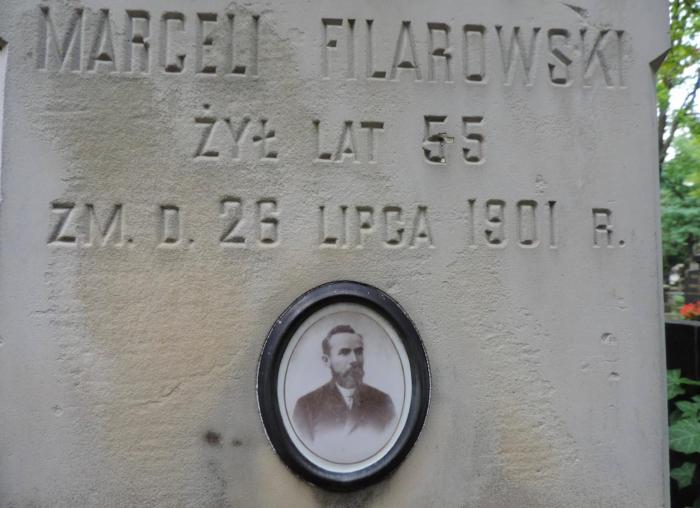 MARCELI FILAROWSKI
ŻYŁ LAT 55
ZM. D. 26 LIPCA 1901 R.